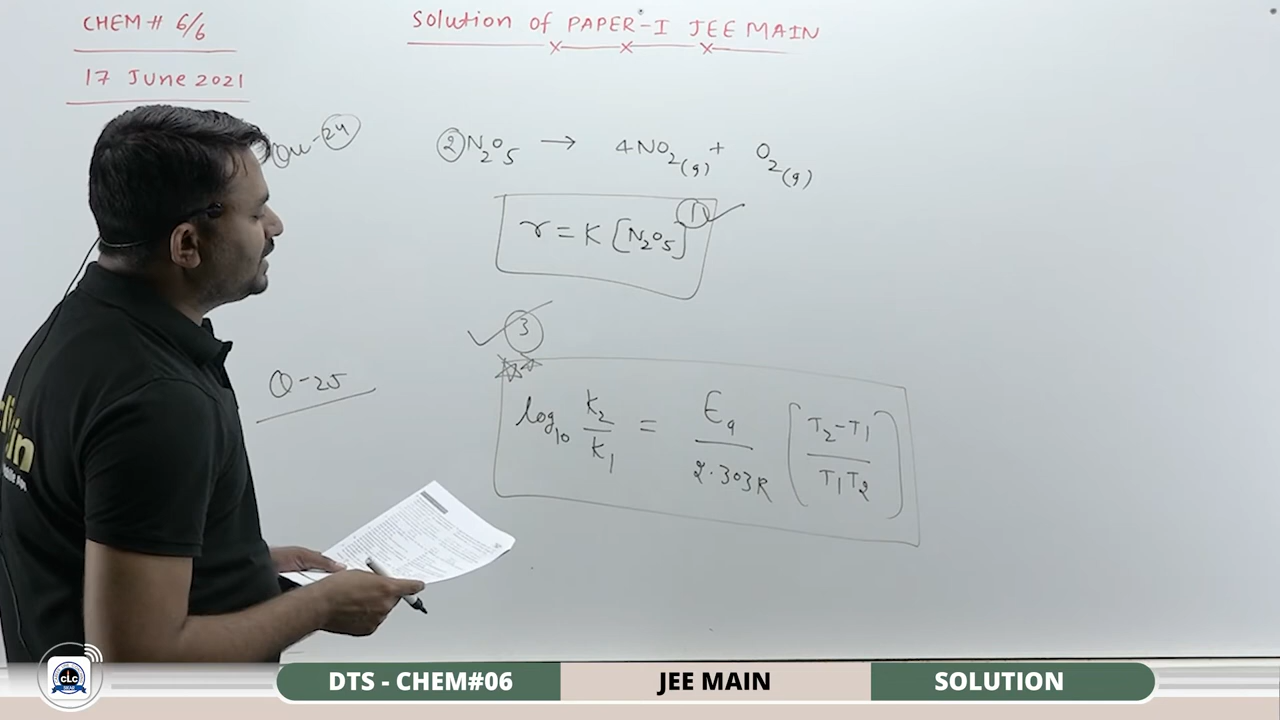 CHEM # 6/6
17 June 2021
Solution of PAPER-I JEE MAIN
Qu-24
2N₂O₅ → 4NO₂(g) + O₂(g)
r = K [N₂O₅]¹
3
Q-25
log₁₀ K₂/K₁ = Eₐ/2.303R [T₂-T₁/T₁T₂]
CLC
DTS - CHEM#06
JEE MAIN
SOLUTION